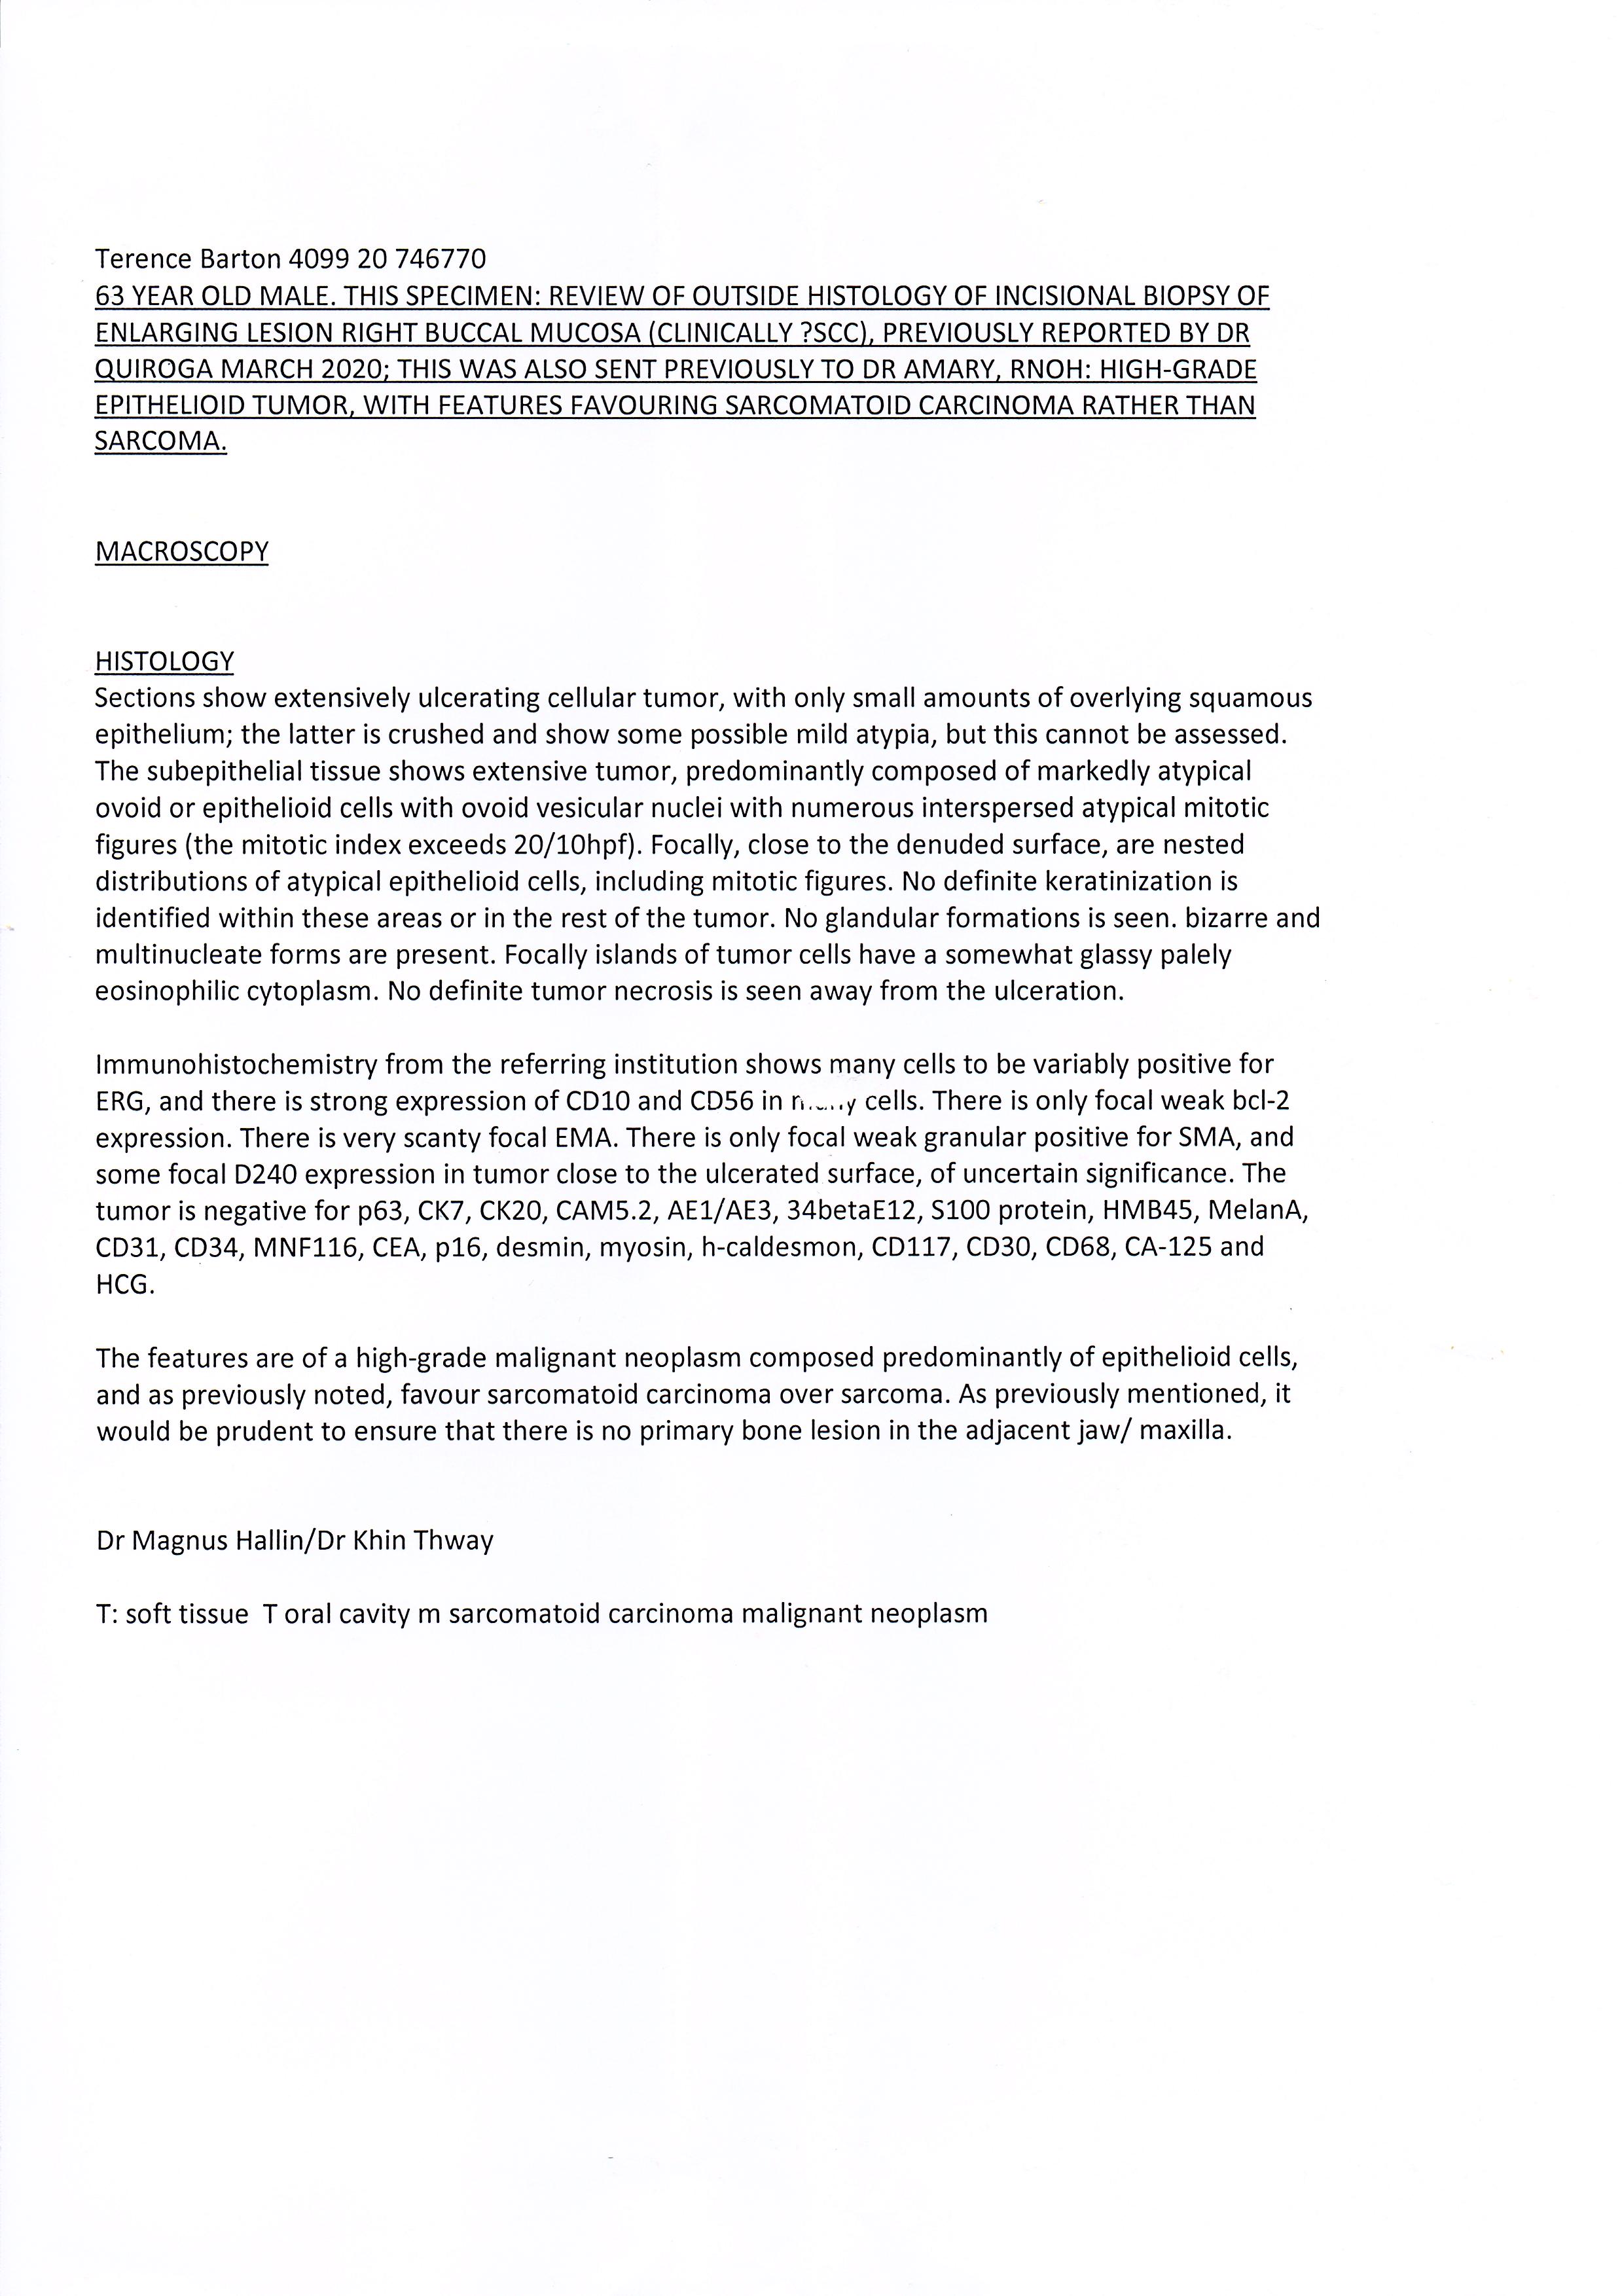 Terence Barton 4099 20 746770
63 YEAR OLD MALE. THIS SPECIMEN: REVIEW OF OUTSIDE HISTOLOGY OF INCISIONAL BIOPSY OF
ENLARGING LESION RIGHT BUCCAL MUCOSA (CLINICALLY ?SCC), PREVIOUSLY REPORTED BY DR
QUIROGA MARCH 2020; THIS WAS ALSO SENT PREVIOUSLY TO DR AMARY, RNOH: HIGH-GRADE
EPITHELIOID TUMOR, WITH FEATURES FAVOURING SARCOMATOID CARCINOMA RATHER THAN
SARCOMA.
MACROSCOPY
HISTOLOGY
Sections show extensively ulcerating cellular tumor, with only small amounts of overlying squamous
epithelium; the latter is crushed and show some possible mild atypia, but this cannot be assessed.
The subepithelial tissue shows extensive tumor, predominantly composed of markedly atypical
ovoid or epithelioid cells with ovoid vesicular nuclei with numerous interspersed atypical mitotic
figures (the mitotic index exceeds 20/10hpf). Focally, close to the denuded surface, are nested
distributions of atypical epithelioid cells, including mitotic figures. No definite keratinization is
identified within these areas or in the rest of the tumor. No glandular formations is seen. bizarre and
multinucleate forms are present. Focally islands of tumor cells have a somewhat glassy palely
eosinophilic cytoplasm. No definite tumor necrosis is seen away from the ulceration.
Immunohistochemistry from the referring institution shows many cells to be variably positive for
ERG, and there is strong expression of CD10 and CD56 in cells. There is only focal weak bcl-2
expression. There is very scanty focal EMA. There is only focal weak granular positive for SMA, and
some focal D240 expression in tumor close to the ulcerated surface, of uncertain significance. The
tumor is negative for p63, CK7, CK20, CAM5.2, AE1/AE3, 34betaE12, S100 protein, HMB45, MelanA,
CD31, CD34, MNF116, CEA, p16, desmin, myosin, h-caldesmon, CD117, CD30, CD68, CA-125 and
HCG.
The features are of a high-grade malignant neoplasm composed predominantly of epithelioid cells,
and as previously noted, favour sarcomatoid carcinoma over sarcoma. As previously mentioned, it
would be prudent to ensure that there is no primary bone lesion in the adjacent jaw/ maxilla.
Dr Magnus Hallin/Dr Khin Thway
T: soft tissue  T oral cavity m sarcomatoid carcinoma malignant neoplasm